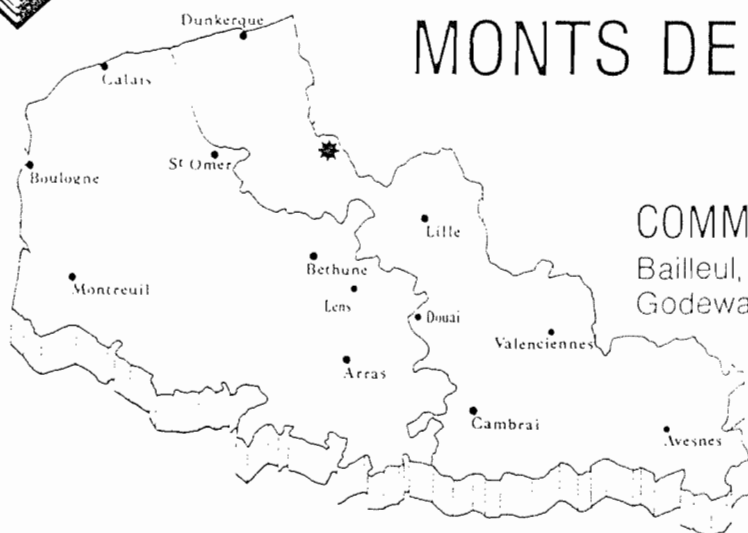 MONTS DE
Dunkerque
Calais
St Omer
Boulogne
Lille
COMM
Bailleul,
Godewa
Bethune
Montreuil
Lens
Douai
Valenciennes
Arras
Cambrai
Avesnes